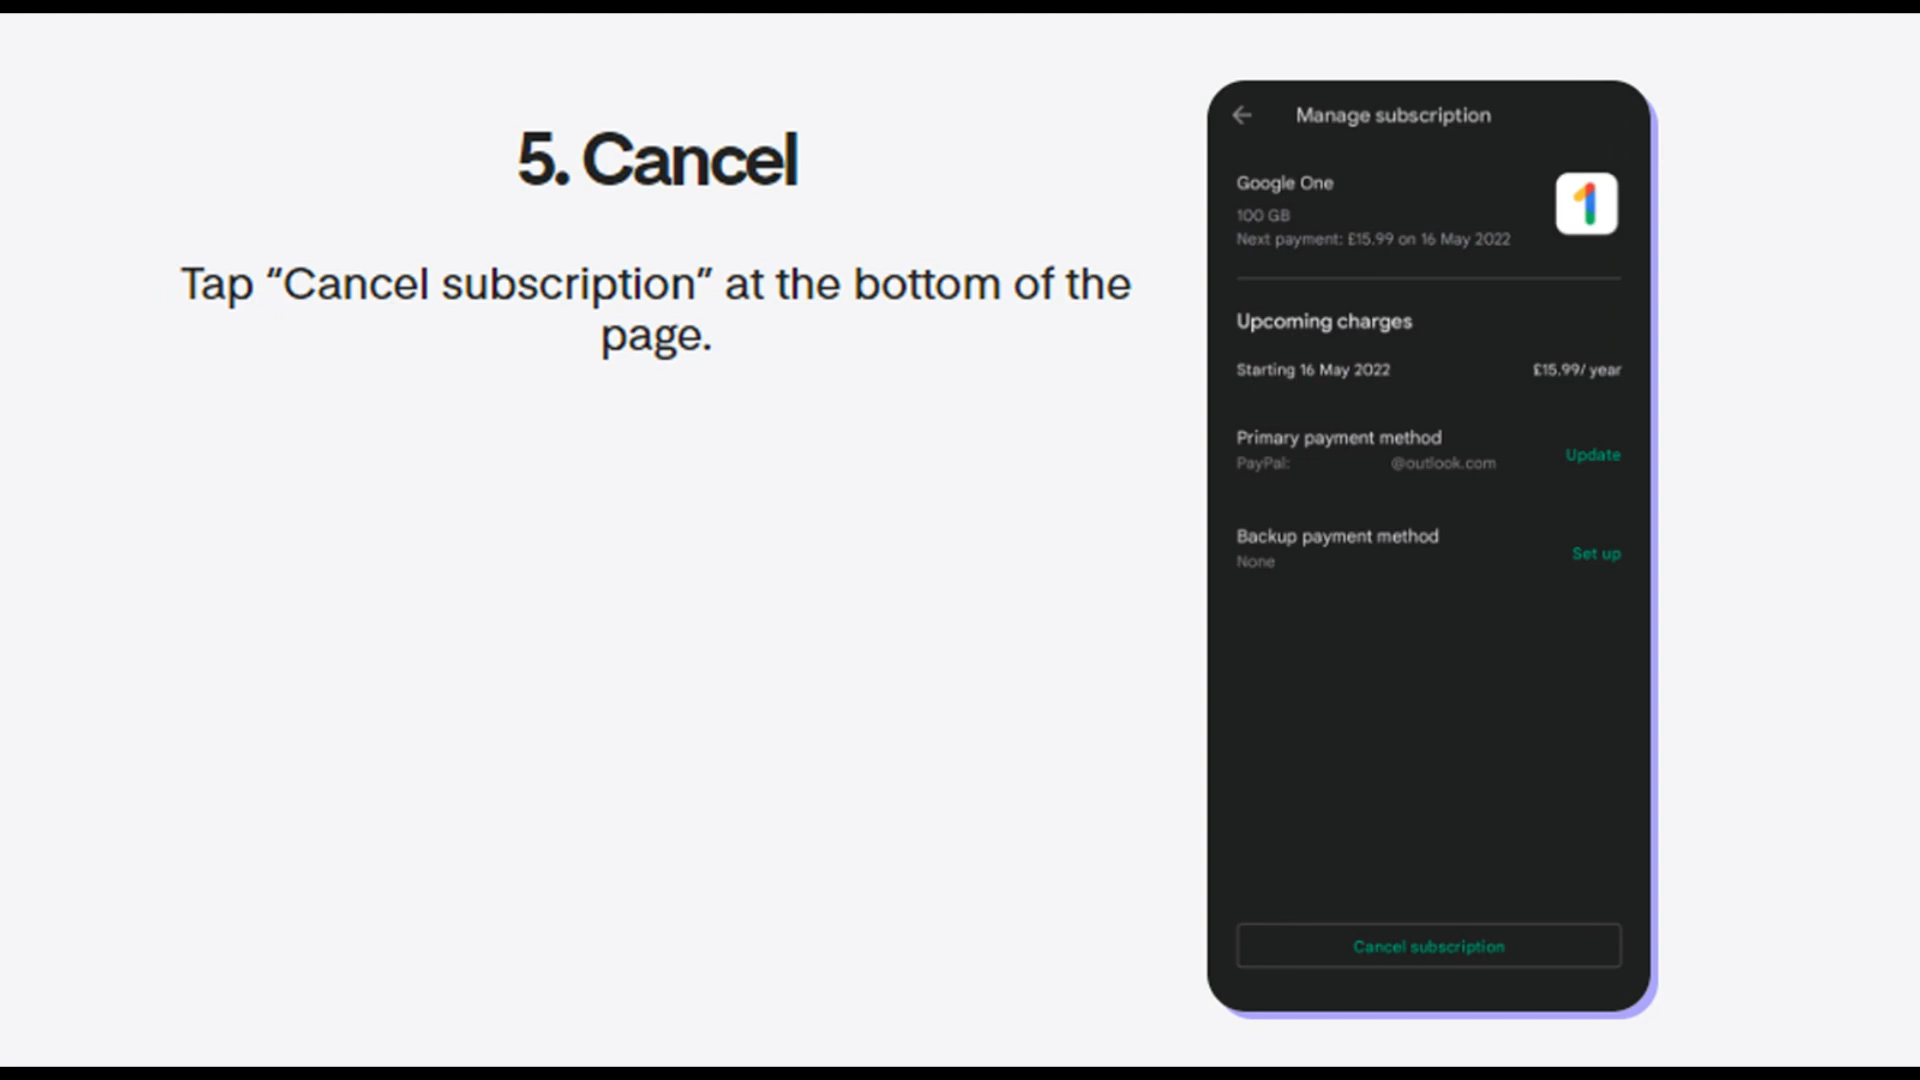 5. Cancel
Tap “Cancel subscription” at the bottom of the
page.
Manage subscription
Google One
100 GB
Next payment: £15.99 on 16 May 2022
Upcoming charges
Starting 16 May 2022 £15.99/ year
Primary payment method
PayPal: @outlook.com
Update
Backup payment method
None
Set up
Cancel subscription